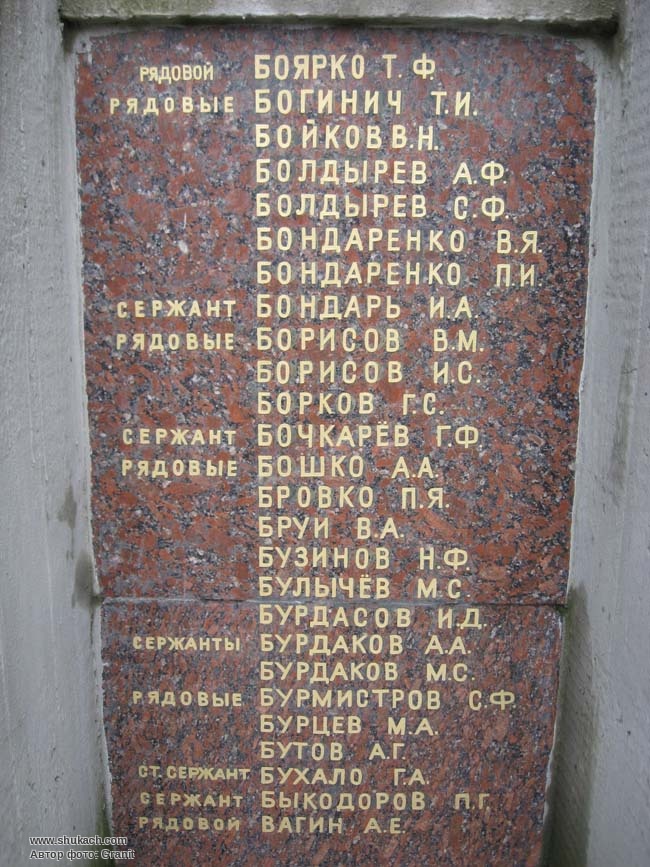 РЯДОВОЙ БОЯРКО Т. Ф.
РЯДОВЫЕ БОГИНИЧ Т.И.
БОЙКОВ В.Н.
БОЛДЫРЕВ А.Ф.
БОЛДЫРЕВ С.Ф.
БОНДАРЕНКО В.Я.
БОНДАРЕНКО П.И.
СЕРЖАНТ БОНДАРЬ И.А.
РЯДОВЫЕ БОРИСОВ В.М.
БОРИСОВ И.С.
БОРКОВ Г.С.
СЕРЖАНТ БОЧКАРЁВ Г.Ф.
РЯДОВЫЕ БОШКО А.А.
БРОВКО П.Я.
БРУИ В.А.
БУЗИНОВ Н.Ф.
БУЛЫЧЁВ М.С.
БУРДАСОВ И.Д.
СЕРЖАНТЫ БУРДАКОВ А.А.
БУРДАКОВ М.С.
РЯДОВЫЕ БУРМИСТРОВ С.Ф.
БУРЦЕВ М.А.
БУТОВ А.Г.
СТ. СЕРЖАНТ БУХАЛО Г.А.
СЕРЖАНТ БЫКОДОРОВ П.Г.
РЯДОВОЙ ВАГИН А.Е.
www.shukach.com
Автор фото: Granit